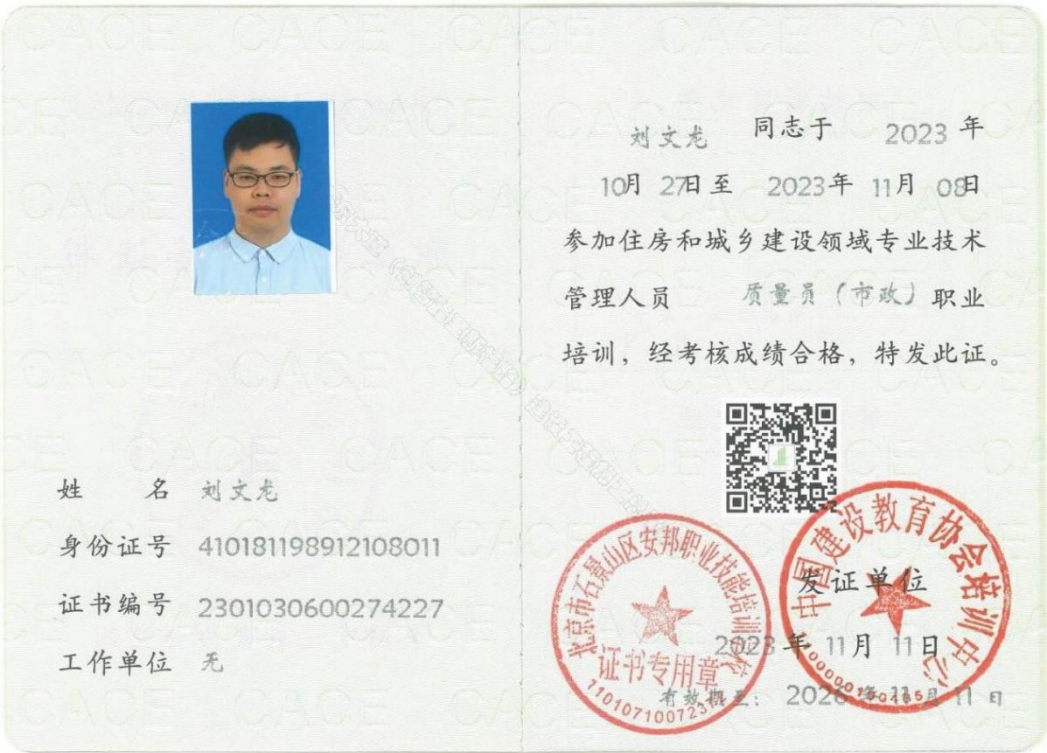 姓 名 刘文龙
身份证号 410181198912108011
证书编号 2301030600274227
工作单位 无
刘文龙 同志于 2023 年
10月 27日 至 2023年 11月 08日
参加住房和城乡建设领域专业技术
管理人员 质量员（市政）职业
培训，经考核成绩合格，特发此证。
北京市石景山区安邦职业技能培训学校
证书专用章
中国建设教育协会培训中心
发证单位
2023 年 11月 11日
有效期至： 2026 年 11 月 11 日
CACE